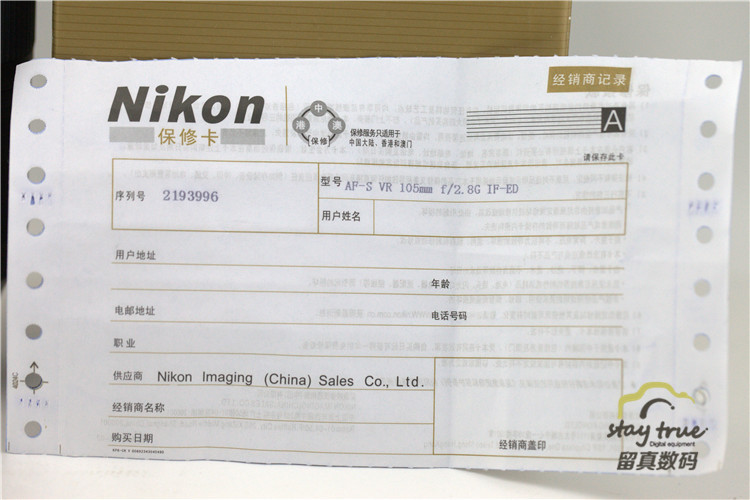 经销商记录
Nikon
保修卡
中
港 澳
保修
保修服务只适用于
中国大陆、香港和澳门
A
请保存此卡
序列号 2193996
型号 AF-S VR 105mm f/2.8G IF-ED
用户姓名
用户地址
年龄
电邮地址
电话号码
职业
供应商 Nikon Imaging (China) Sales Co., Ltd.
经销商名称
购买日期
经销商盖印
stay true
Digital equipment
留真数码